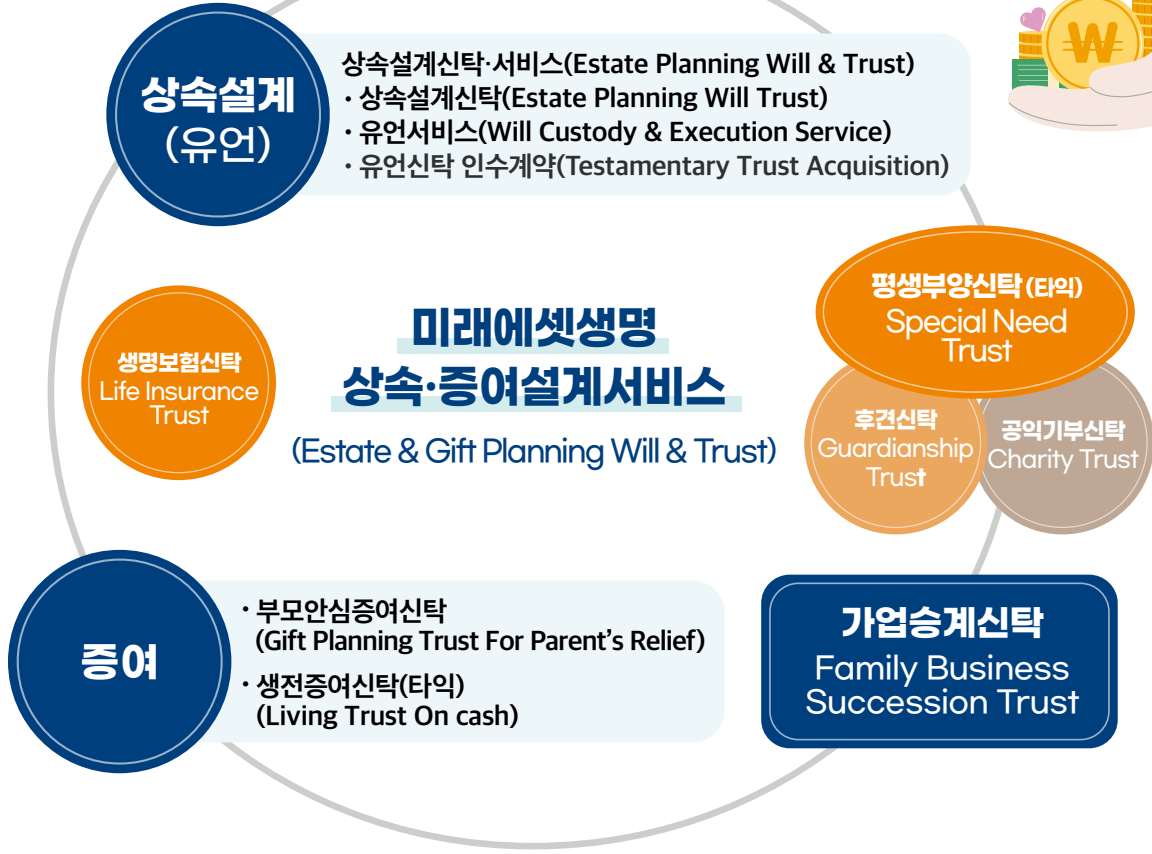 상속설계
(유언)
상속설계신탁·서비스(Estate Planning Will & Trust)
· 상속설계신탁(Estate Planning Will Trust)
· 유언서비스(Will Custody & Execution Service)
· 유언신탁 인수계약(Testamentary Trust Acquisition)
₩
평생부양신탁(타익)
Special Need
Trust
생명보험신탁
Life Insurance
Trust
미래에셋생명
상속·증여설계서비스
(Estate & Gift Planning Will & Trust)
후견신탁
Guardianship
Trust
공익기부신탁
Charity Trust
증여
· 부모안심증여신탁
(Gift Planning Trust For Parent's Relief)
· 생전증여신탁(타익)
(Living Trust On cash)
가업승계신탁
Family Business
Succession Trust